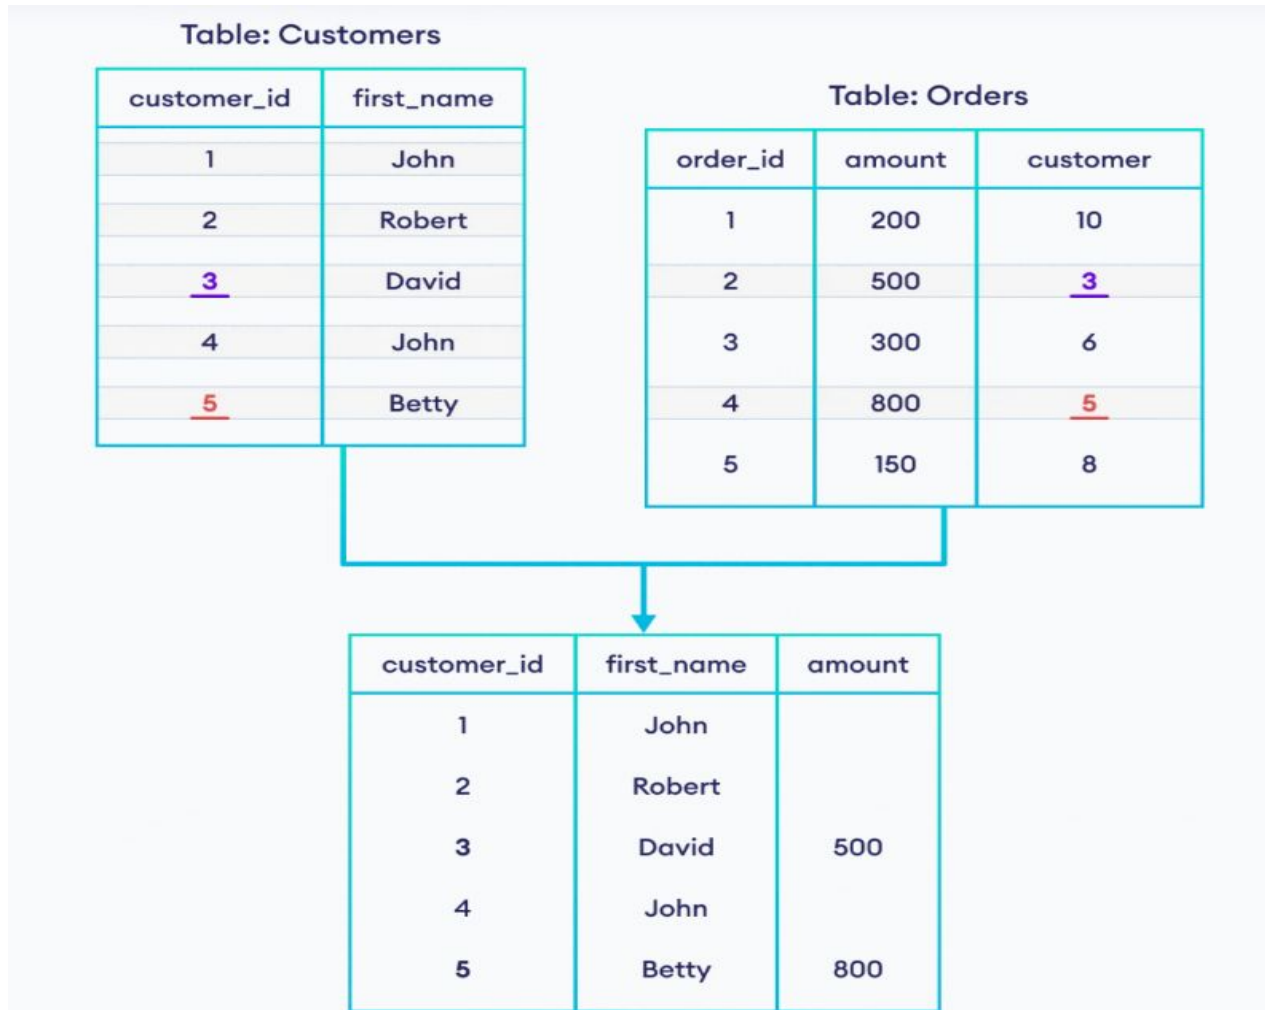 Table: Customers
customer_id first_name
1 John
2 Robert
3 David
4 John
5 Betty
Table: Orders
order_id amount customer
1 200 10
2 500 3
3 300 6
4 800 5
5 150 8
customer_id first_name amount
1 John
2 Robert
3 David 500
4 John
5 Betty 800